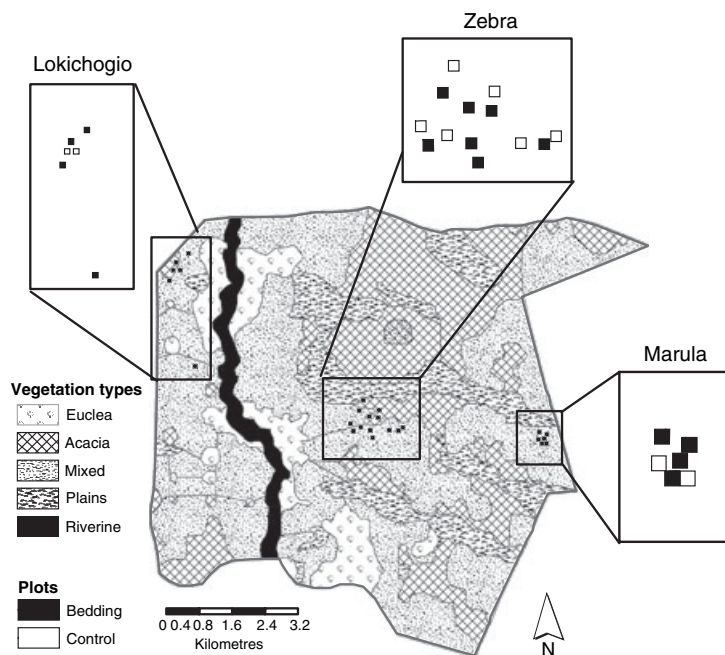 Zebra
Lokichogio
Marula
Vegetation types
Euclea
Acacia
Mixed
Plains
Riverine
Plots
Bedding
Control
0 0.4 0.8 1.6 2.4 3.2
Kilometres
N